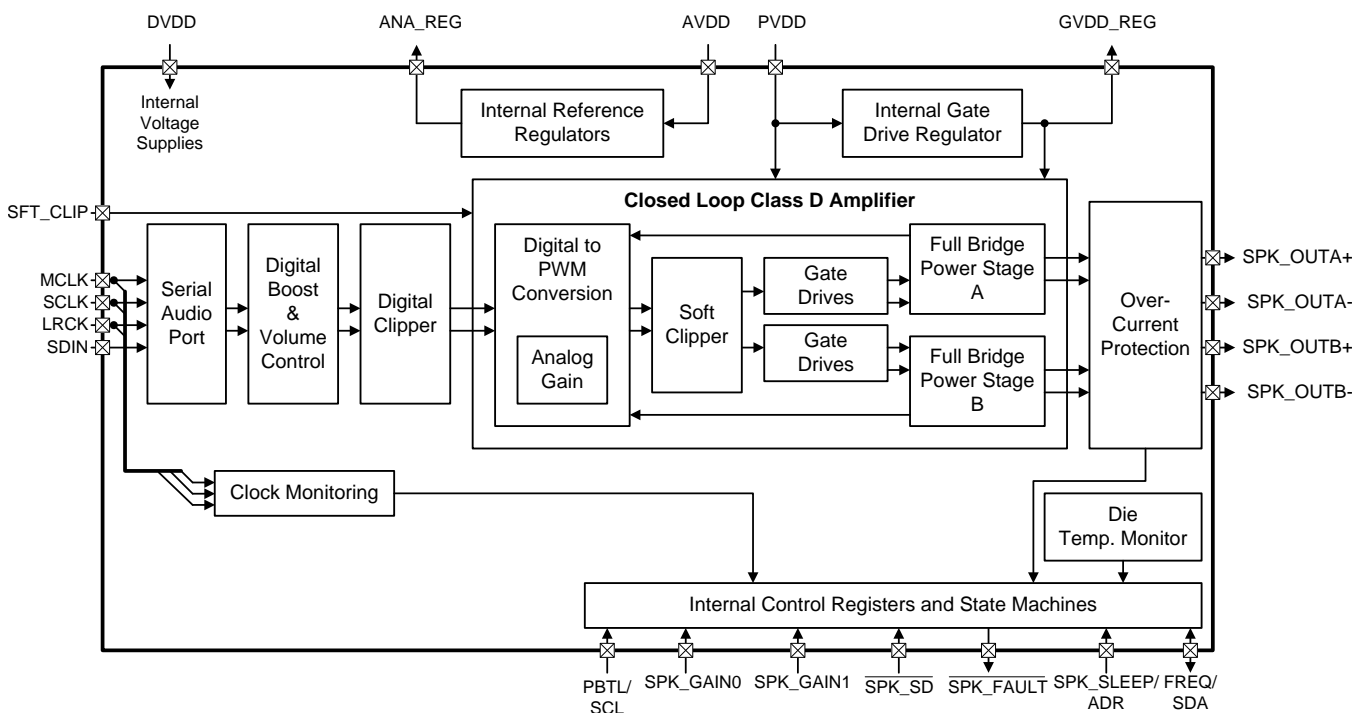 DVDD
ANA_REG
AVDD
PVDD
GVDD_REG
Internal
Voltage
Supplies
Internal Reference
Regulators
Internal Gate
Drive Regulator
Closed Loop Class D Amplifier
SFT_CLIP
MCLK
SCLK
LRCK
SDIN
Serial
Audio
Port
Digital
Boost
&
Volume
Control
Digital
Clipper
Digital to
PWM
Conversion
Analog
Gain
Soft
Clipper
Gate
Drives
Gate
Drives
Full Bridge
Power Stage
A
Full Bridge
Power Stage
B
Over-
Current
Protection
SPK_OUTA+
SPK_OUTA-
SPK_OUTB+
SPK_OUTB-
Clock Monitoring
Die
Temp. Monitor
Internal Control Registers and State Machines
PBTL/
SCL
SPK_GAIN0
SPK_GAIN1
SPK_SD
SPK_FAULT
SPK_SLEEP/
ADR
FREQ/
SDA